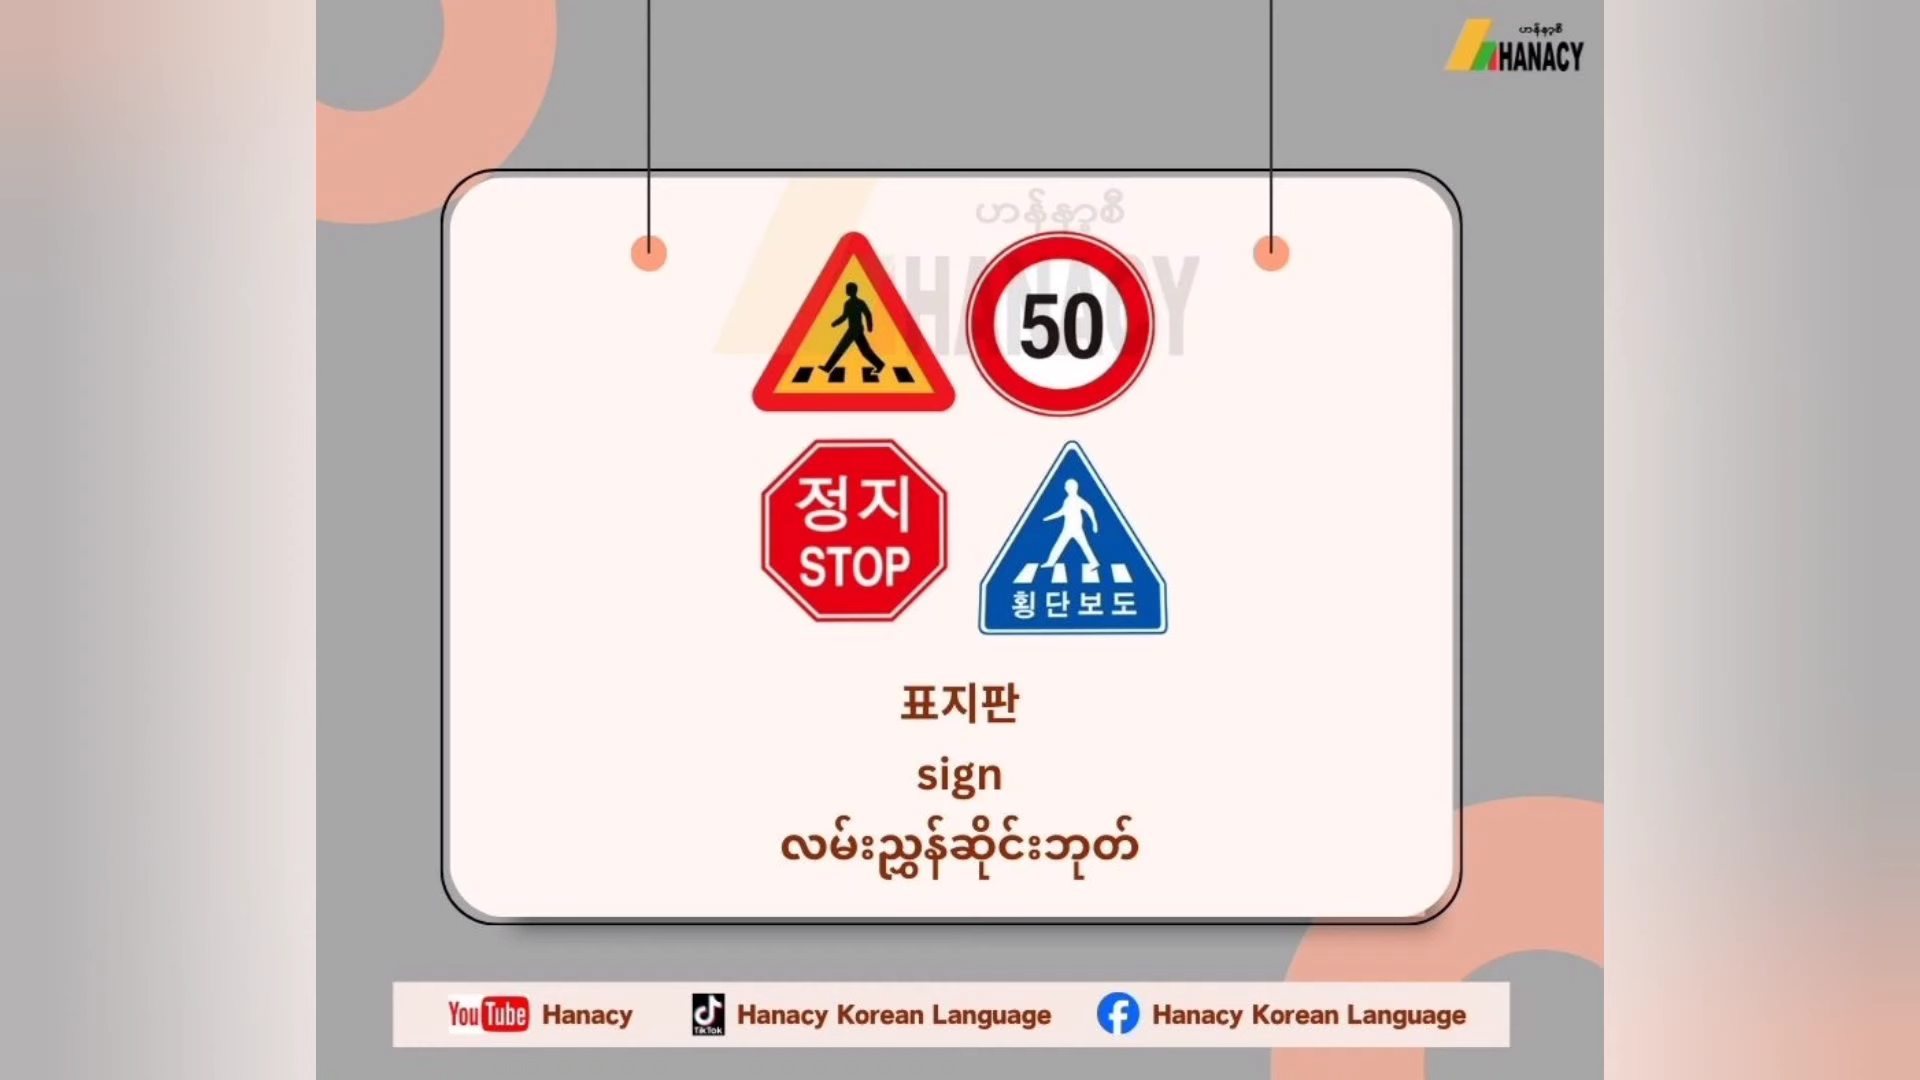 ဟန်နာ့စီ
HANACY
ဟန်နာ့စီ
HANACY
50
정지
STOP
횡단보도
표지판
sign
လမ်းညွှန်ဆိုင်းဘုတ်
YouTube Hanacy
TikTok Hanacy Korean Language
Hanacy Korean Language